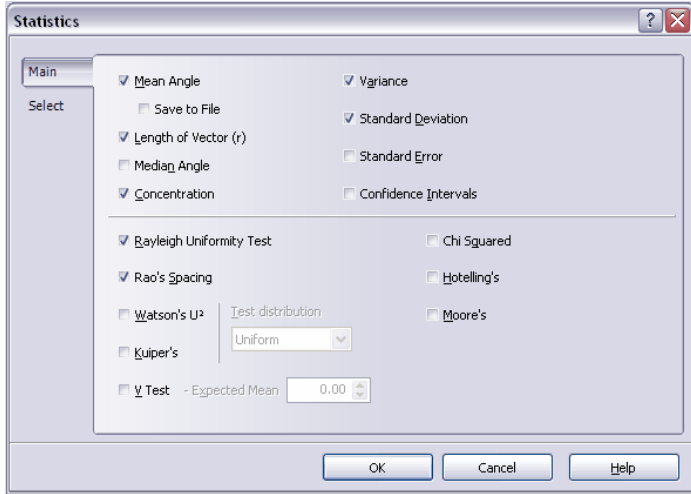 Statistics
Main
Select
Mean Angle
Save to File
Length of Vector (r)
Median Angle
Concentration
Variance
Standard Deviation
Standard Error
Confidence Intervals
Rayleigh Uniformity Test
Rao's Spacing
Watson's U²
Kuiper's
Test distribution
Uniform
V Test - Expected Mean 0.00
Chi Squared
Hotelling's
Moore's
OK Cancel Help